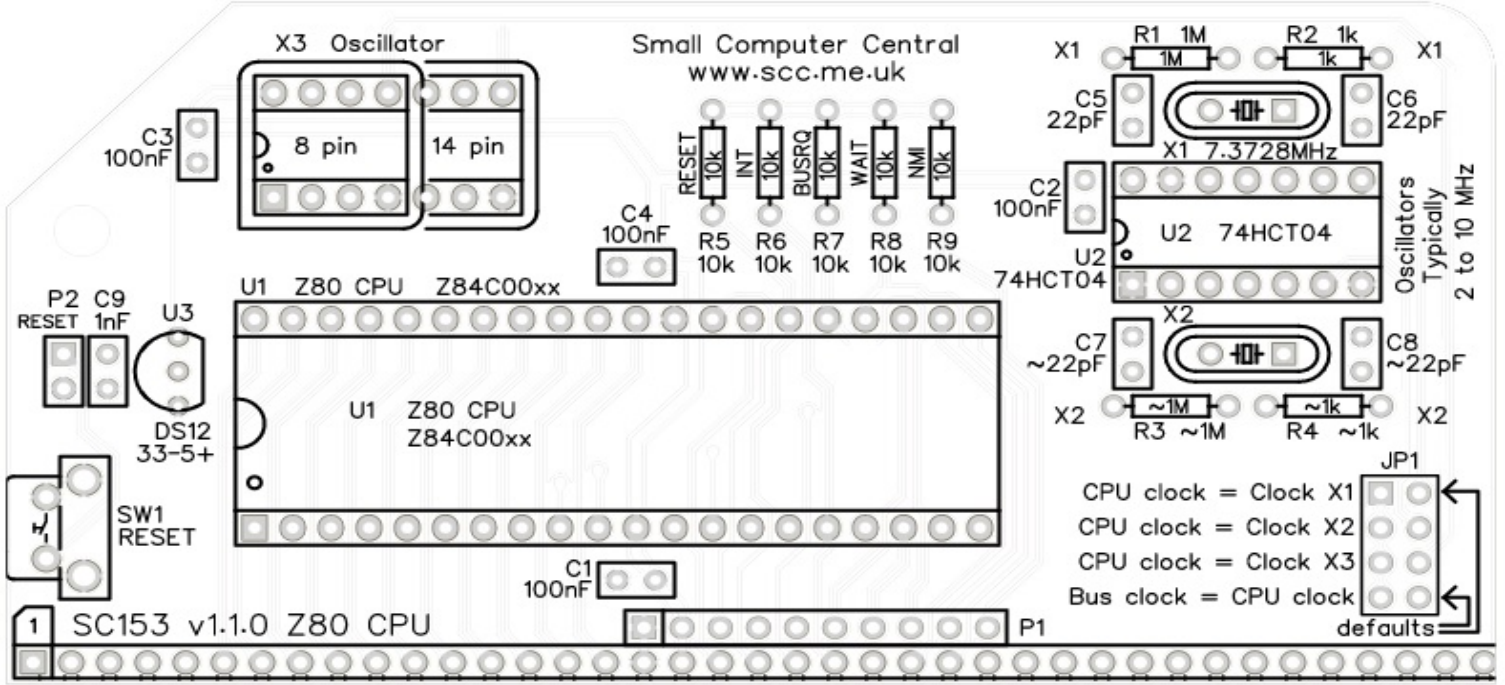 X3 Oscillator
Small Computer Central
www.scc.me.uk
X1
R1 1M
1M
R2 1k
1k
X1
C3
100nF
8 pin
14 pin
RESET
10k
INT
10k
BUSRQ
10k
WAIT
10k
NMI
10k
R5
10k
R6
10k
R7
10k
R8
10k
R9
10k
C4
100nF
C5
22pF
C6
22pF
X1 7.3728MHz
C2
100nF
U2 74HCT04
U2
74HCT04
Oscillators
Typically
2 to 10 MHz
P2
RESET
C9
1nF
U3
DS12
33-5+
U1 Z80 CPU Z84C00xx
U1 Z80 CPU
Z84C00xx
X2
C7
~22pF
C8
~22pF
X2
~1M
R3 ~1M
~1k
R4 ~1k
X2
SW1
RESET
JP1
CPU clock = Clock X1
CPU clock = Clock X2
CPU clock = Clock X3
Bus clock = CPU clock
defaults
C1
100nF
1
SC153 v1.1.0 Z80 CPU
P1